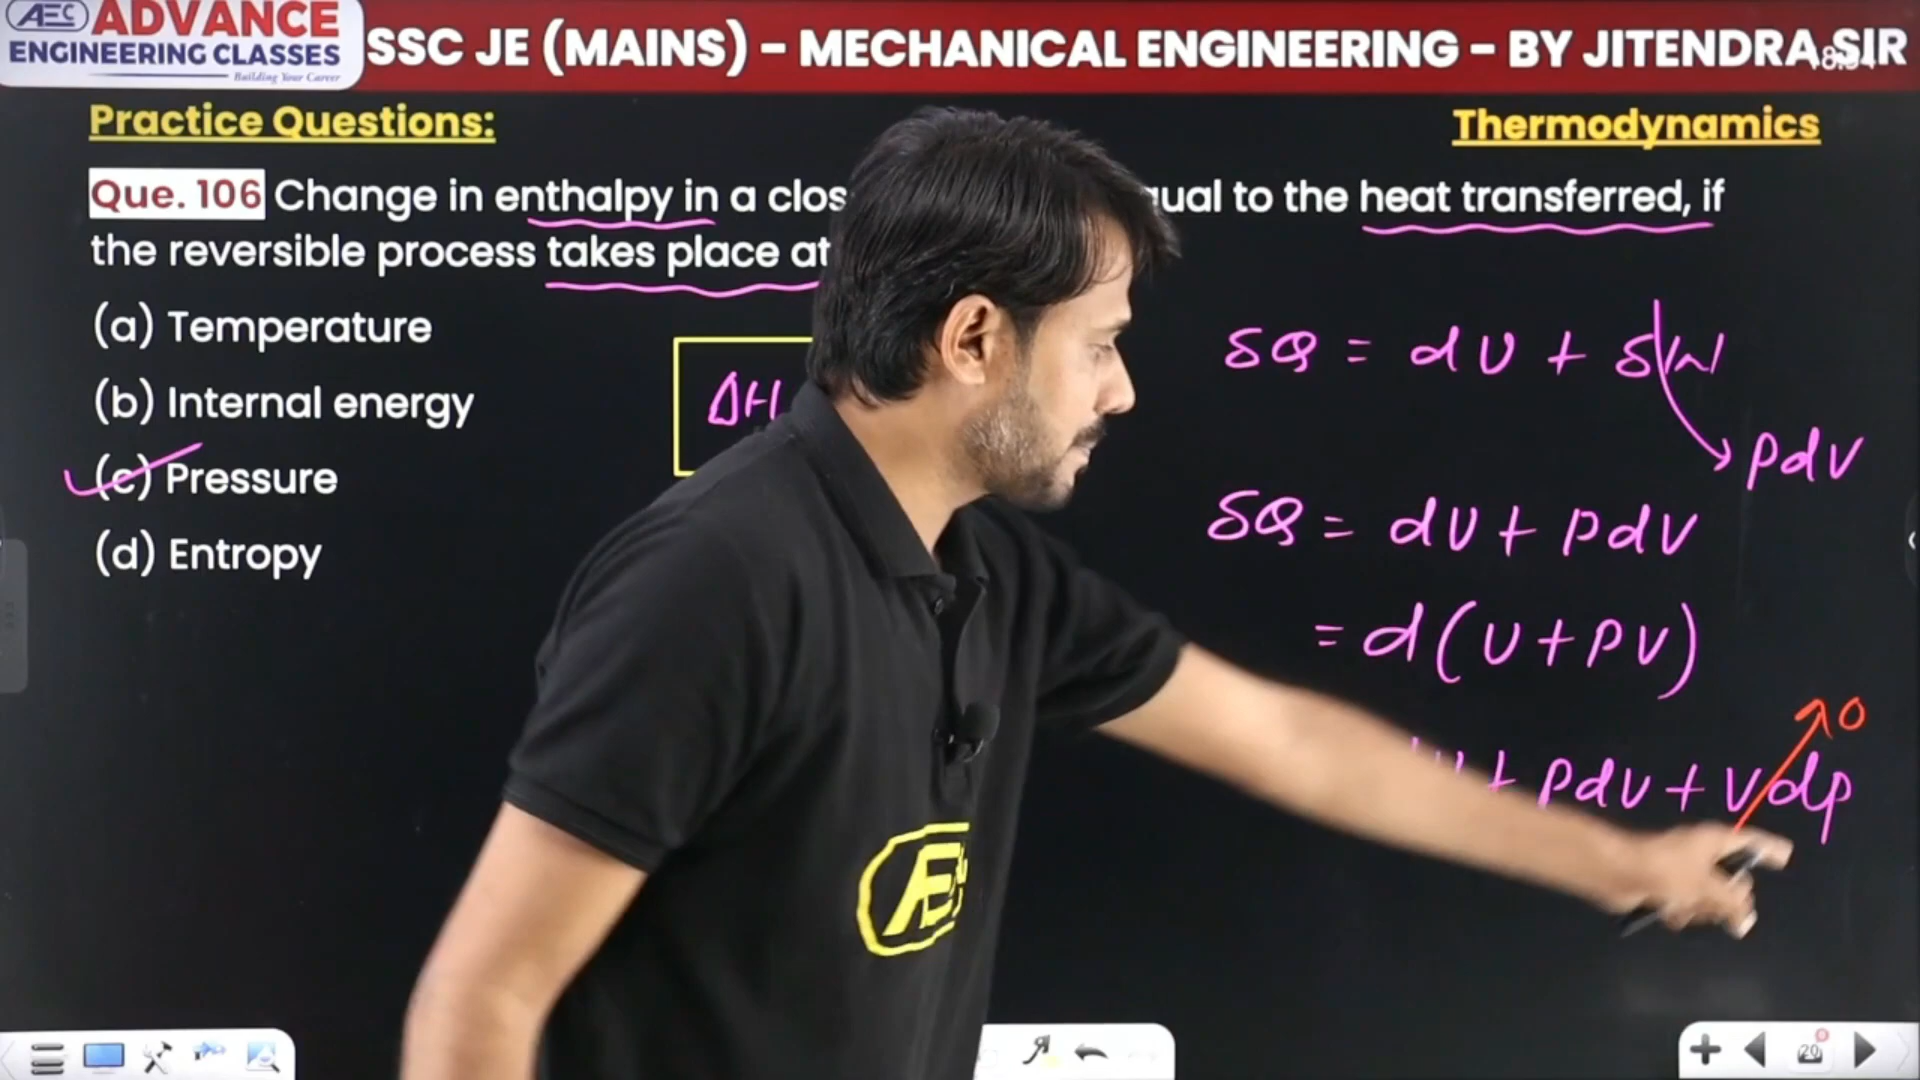 AEC ADVANCE
ENGINEERING CLASSES
Building Your Career
SSC JE (MAINS) – MECHANICAL ENGINEERING – BY JITENDRA SIR
Practice Questions:
Thermodynamics
Que. 106 Change in enthalpy in a clos ual to the heat transferred, if
the reversible process takes place at
(a) Temperature
(b) Internal energy
(c) Pressure
(d) Entropy
ΔH
δQ = dU + δW
→ pdV
δQ = dU + pdV
= d(U + pV)
+ pdV + Vdp
0
AEC
20